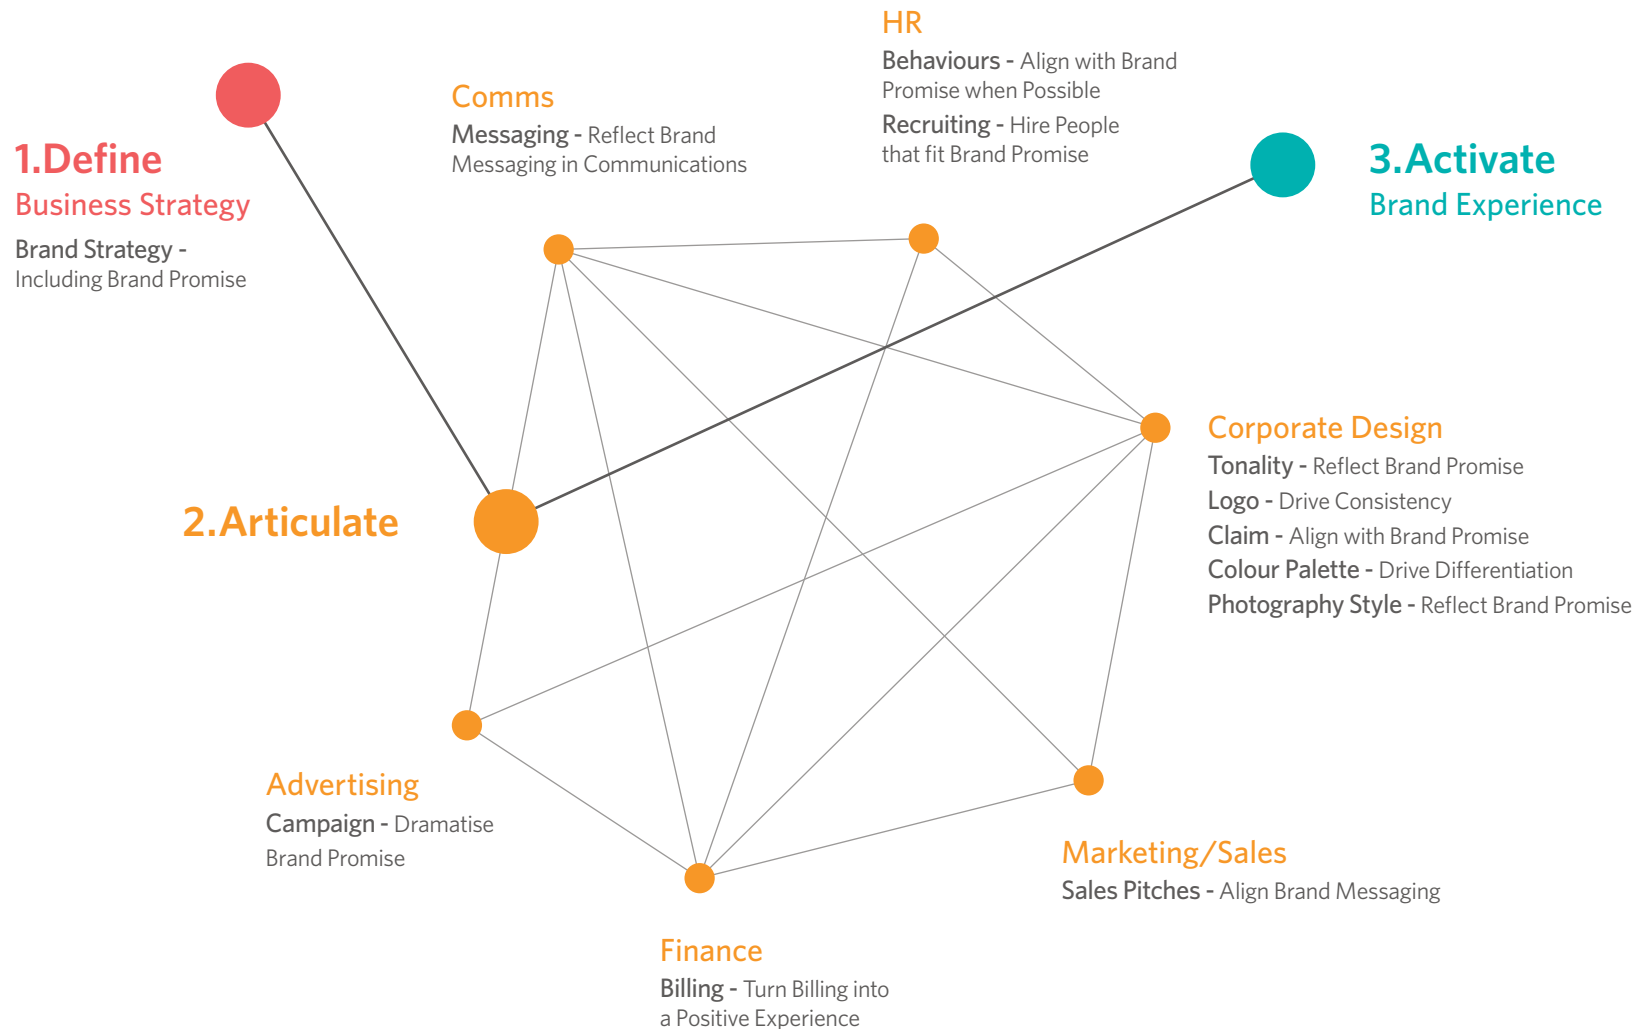 1.Define
Business Strategy
Brand Strategy -
Including Brand Promise
Comms
Messaging - Reflect Brand
Messaging in Communications
HR
Behaviours - Align with Brand
Promise when Possible
Recruiting - Hire People
that fit Brand Promise
3.Activate
Brand Experience
2.Articulate
Corporate Design
Tonality - Reflect Brand Promise
Logo - Drive Consistency
Claim - Align with Brand Promise
Colour Palette - Drive Differentiation
Photography Style - Reflect Brand Promise
Advertising
Campaign - Dramatise
Brand Promise
Marketing/Sales
Sales Pitches - Align Brand Messaging
Finance
Billing - Turn Billing into
a Positive Experience